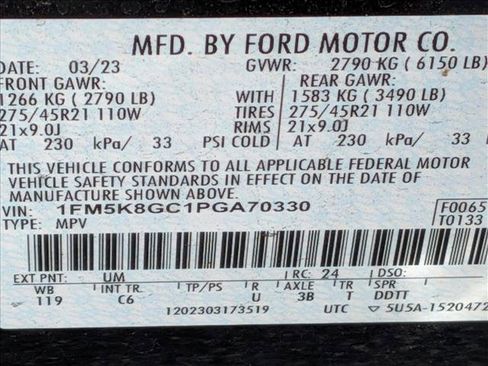 MFD. BY FORD MOTOR CO.
DATE: 03/23 GVWR: 2790 KG ( 6150 LB)
FRONT GAWR: REAR GAWR:
1266 KG ( 2790 LB) WITH 1583 KG ( 3490 LB)
275/45R21 110W TIRES 275/45R21 110W
21x9.0J RIMS 21x9.0J
AT 230 kPa/ 33 PSI COLD AT 230 kPa/ 33
THIS VEHICLE CONFORMS TO ALL APPLICABLE FEDERAL MOTOR
VEHICLE SAFETY STANDARDS IN EFFECT ON THE DATE OF
MANUFACTURE SHOWN ABOVE.
VIN: 1FM5K8GC1PGA70330 F0065
TYPE: MPV T0133
EXT PNT: UM RC: 24 DSO:
WB BRK INT TR TP/PS R AXLE TR SPR
119 C6 U 3B T DDTT
1202303173519 UTC 5U5A-1520472